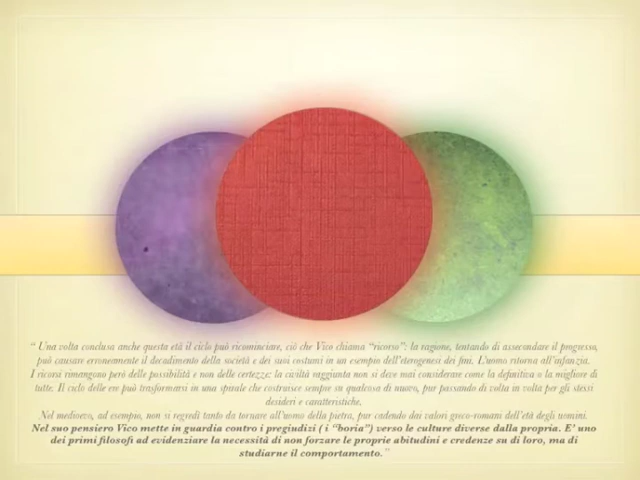 “ Una volta conclusa anche questa età il ciclo può ricominciare, ciò che Vico chiama “ricorso”: la ragione, tentando di assecondare il progresso,
può causare erroneamente il decadimento della società e dei suoi costumi in un esempio dell’eterogenesi dei fini. L’uomo ritorna all’infanzia.
I ricorsi rimangono però delle possibilità e non delle certezze: la civiltà raggiunta non si deve mai considerare come la definitiva o la migliore di
tutte. Il ciclo delle ere può trasformarsi in una spirale che costruisce sempre su qualcosa di nuovo, pur passando di volta in volta per gli stessi
desideri e caratteristiche.
Nel medioevo, ad esempio, non si regredì tanto da tornare all’uomo della pietra, pur cadendo dai valori greco-romani dell’età degli uomini.
Nel suo pensiero Vico mette in guardia contro i pregiudizi ( i “boria”) verso le culture diverse dalla propria. E’ uno
dei primi filosofi ad evidenziare la necessità di non forzare le proprie abitudini e credenze su di loro, ma di
studiarne il comportamento.”